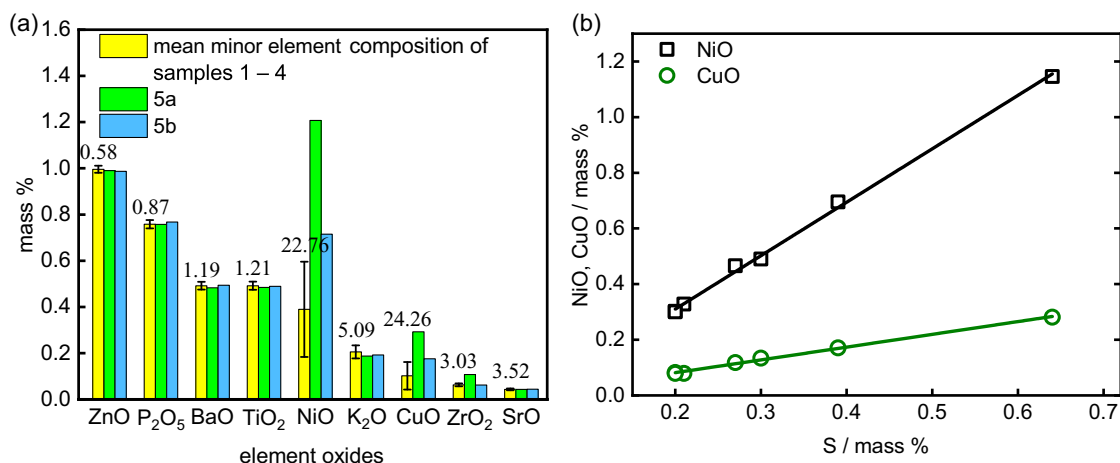 (a)
1.6
1.4
1.2
1.0
0.8
0.6
0.4
0.2
0.0
mass %
mean minor element composition of
samples 1 – 4
5a
5b
0.58
0.87
1.19
1.21
22.76
5.09
24.26
3.03
3.52
ZnO P₂O₅ BaO TiO₂ NiO K₂O CuO ZrO₂ SrO
element oxides
(b)
1.2
1.0
0.8
0.6
0.4
0.2
0.0
NiO, CuO / mass %
NiO
CuO
0.2 0.3 0.4 0.5 0.6 0.7
S / mass %